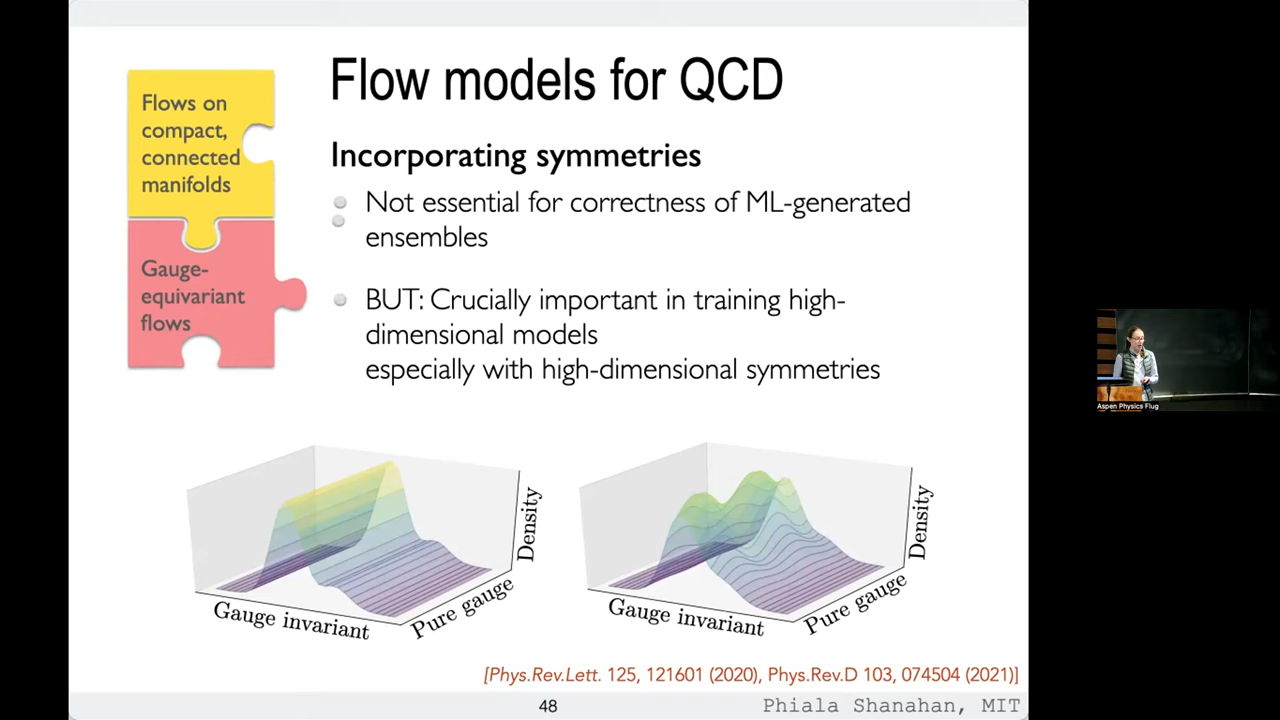 Flow models for QCD
Flows on
compact,
connected
manifolds
Gauge-
equivariant
flows
Incorporating symmetries
Not essential for correctness of ML-generated
ensembles
BUT: Crucially important in training high-
dimensional models
especially with high-dimensional symmetries
Density
Gauge invariant
Pure gauge
Density
Gauge invariant
Pure gauge
[Phys.Rev.Lett. 125, 121601 (2020), Phys.Rev.D 103, 074504 (2021)]
48
Phiala Shanahan, MIT
Aspen Physics Flug